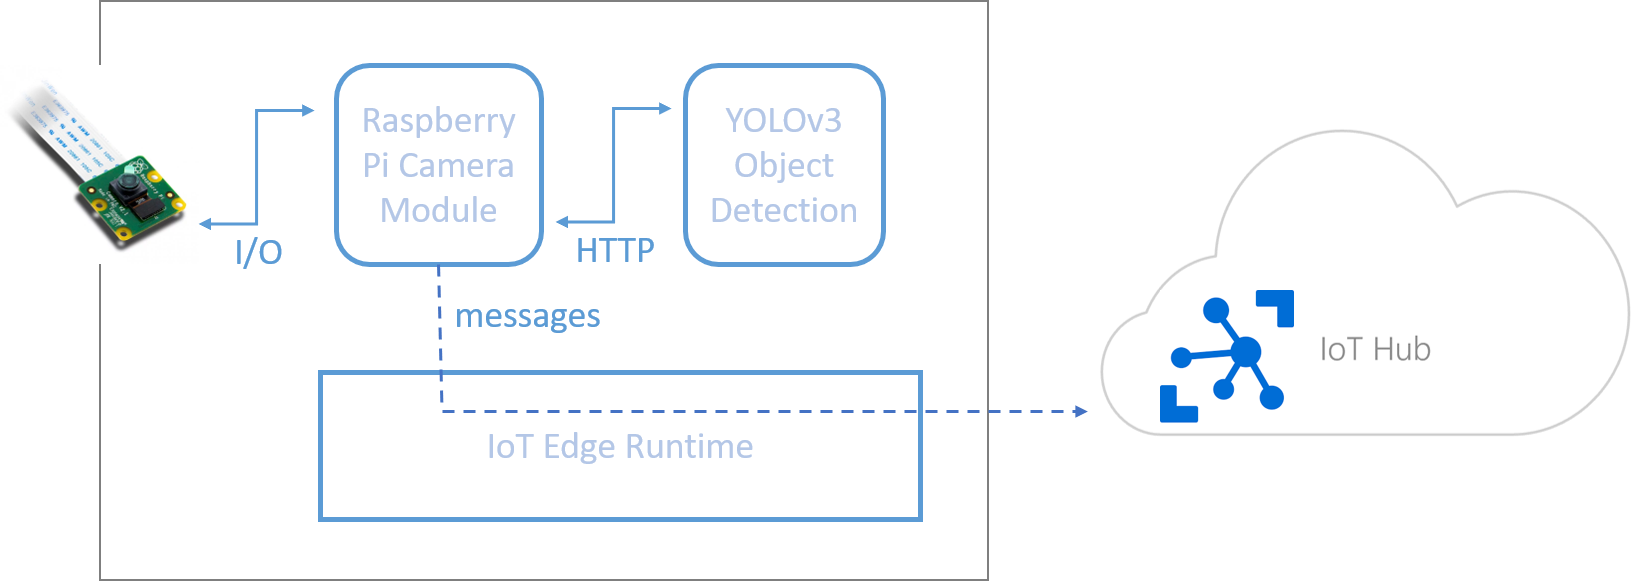 Raspberry
Pi Camera
Module
YOLOv3
Object
Detection
I/O
HTTP
messages
IoT Hub
IoT Edge Runtime